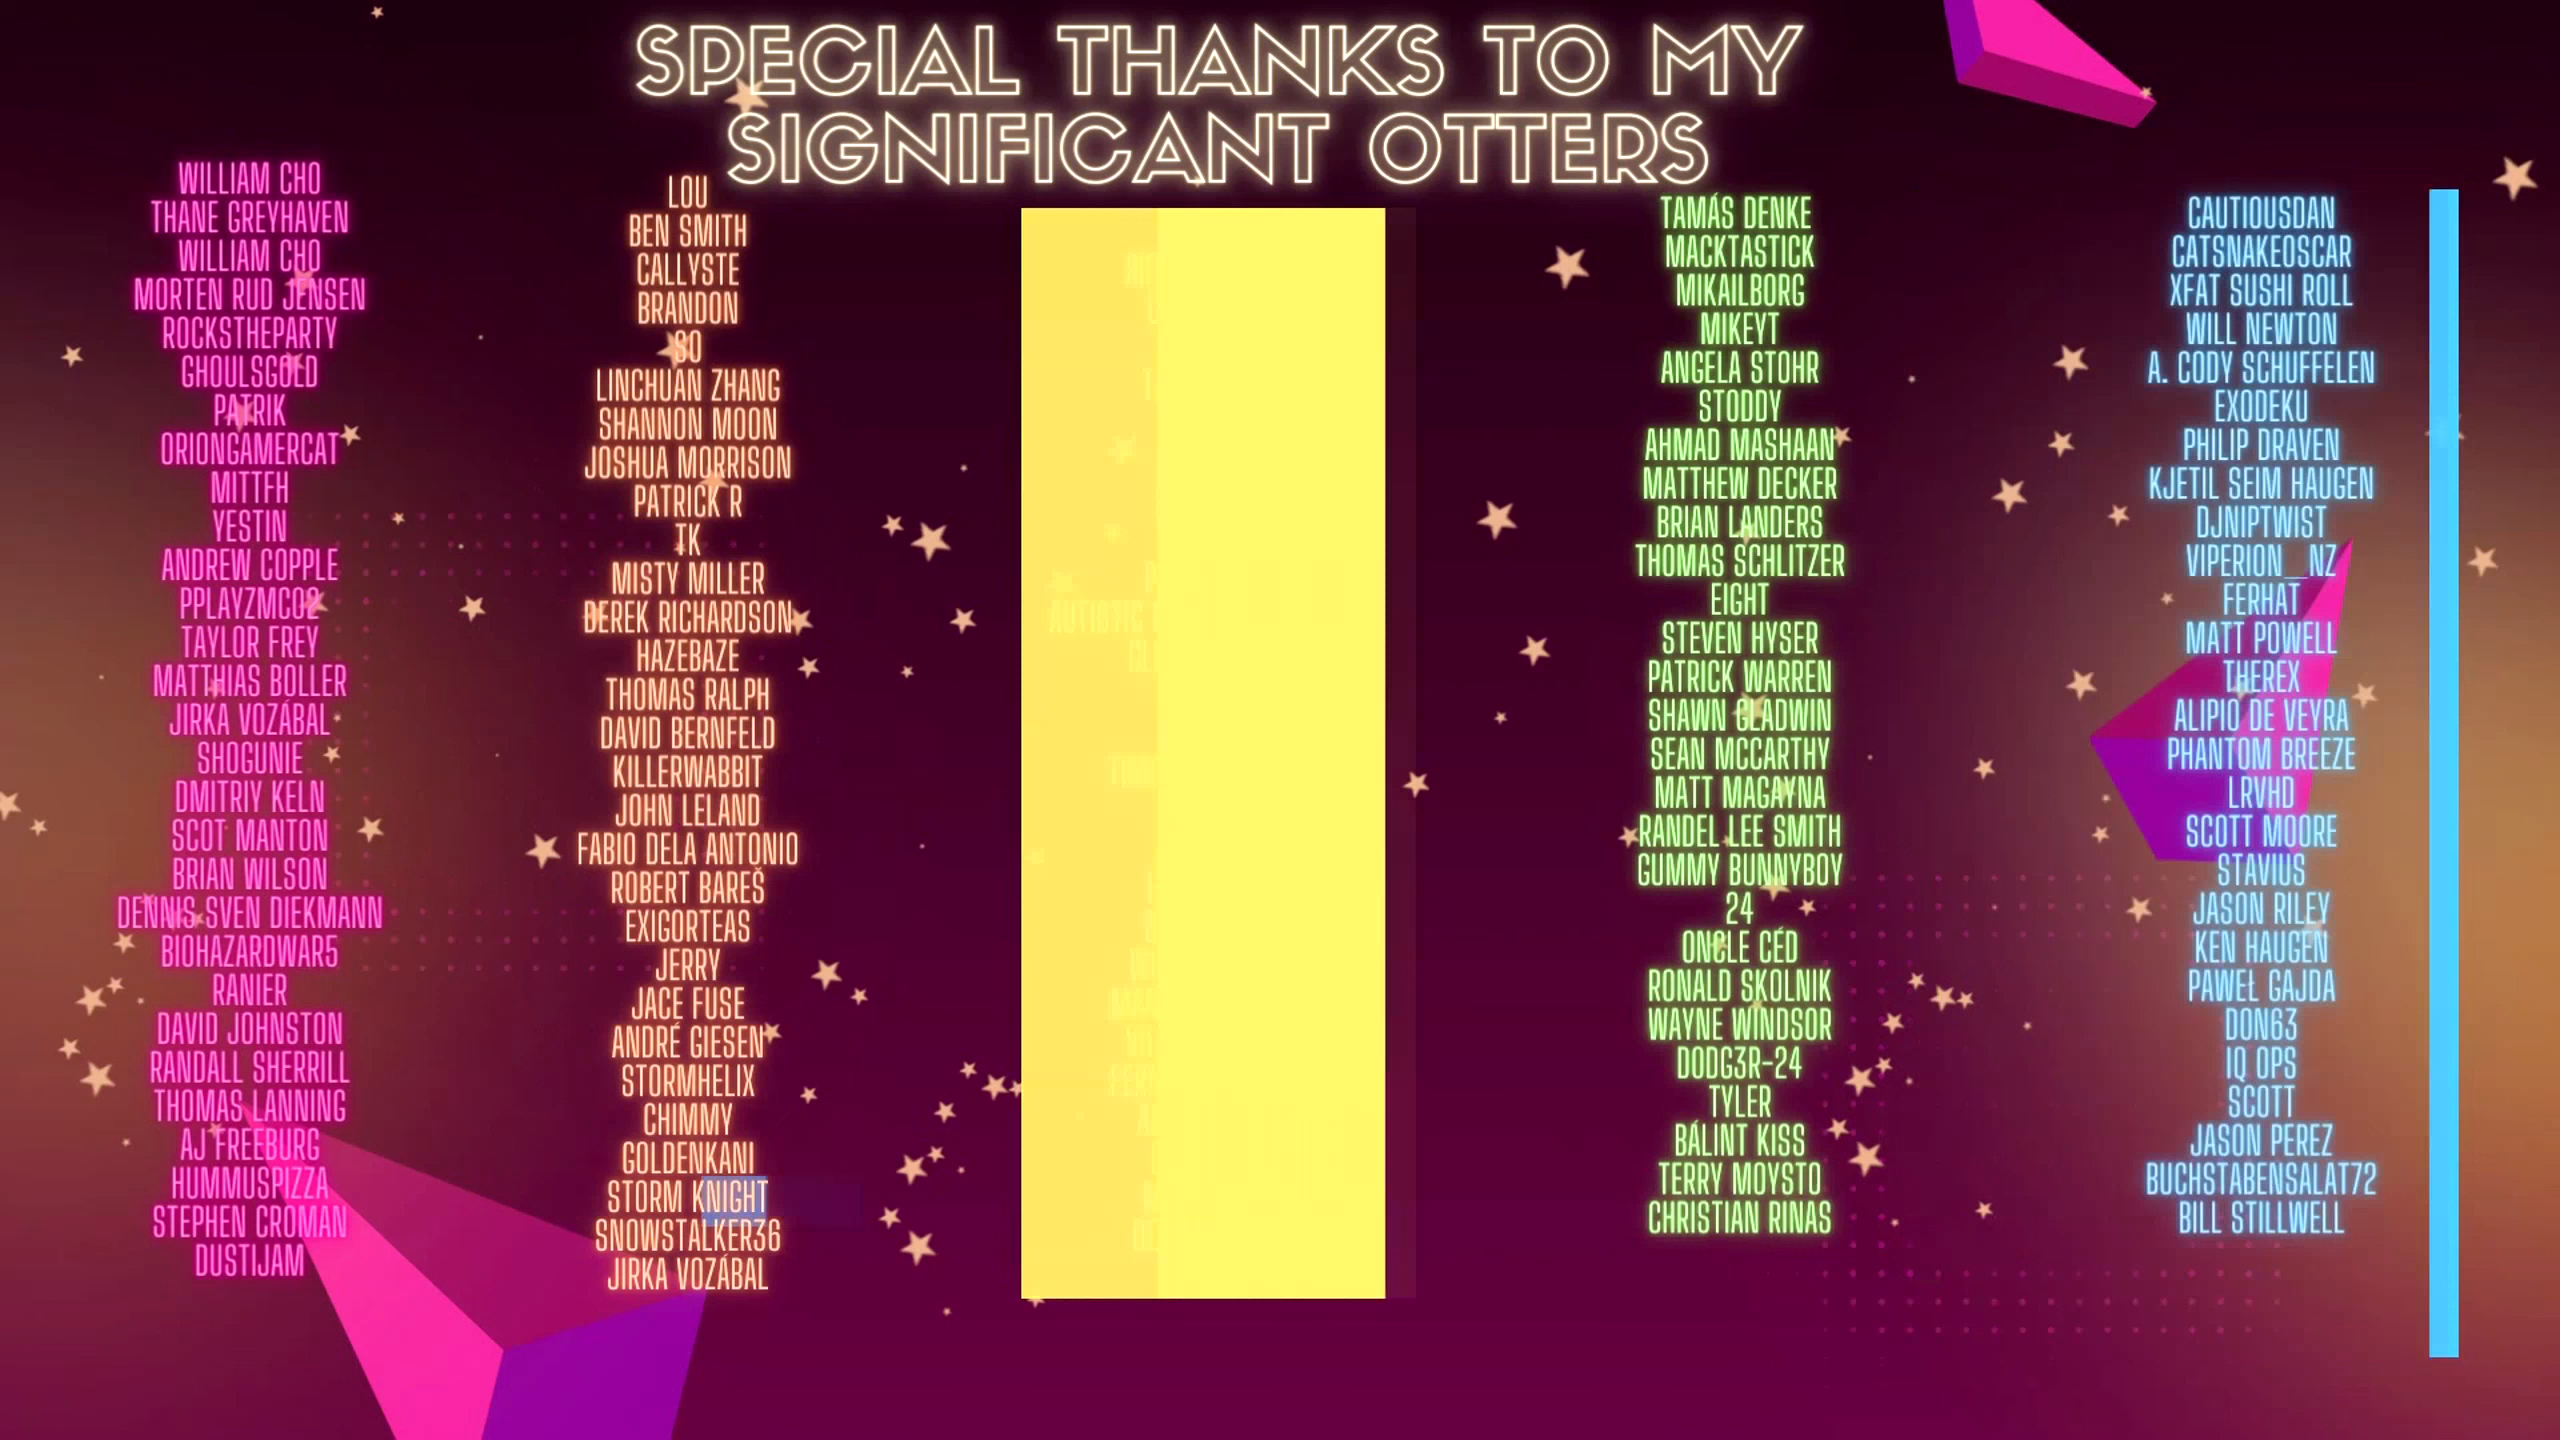 SPECIAL THANKS TO MY
SIGNIFICANT OTTERS
WILLIAM CHO
THANE GREYHAVEN
WILLIAM CHO
MORTEN RUD JENSEN
ROCKSTHEPARTY
GHOULSGOLD
PATRIK
ORIONGAMERCAT
MITTFH
YESTIN
ANDREW COPPLE
PPLAYZMCO2
TAYLOR FREY
MATTHIAS BOLLER
JIRKA VOZÁBAL
SHOGUNIE
DMITRIY KELN
SCOT MANTON
BRIAN WILSON
DENNIS SVEN DIEKMANN
BIOHAZARDWAR5
RANIER
DAVID JOHNSTON
RANDALL SHERRILL
THOMAS LANNING
AJ FREEBURG
HUMMUSPIZZA
STEPHEN CROMAN
DUSTIJAM
LOU
BEN SMITH
CALLYSTE
BRANDON
SO
LINCHUAN ZHANG
SHANNON MOON
JOSHUA MORRISON
PATRICK R
TK
MISTY MILLER
DEREK RICHARDSON
HAZEBAZE
THOMAS RALPH
DAVID BERNFELD
KILLERWABBIT
JOHN LELAND
FABIO DELA ANTONIO
ROBERT BAREŠ
EXIGORTEAS
JERRY
JACE FUSE
ANDRÉ GIESEN
STORMHELIX
CHIMMY
GOLDENKANI
STORM KNIGHT
SNOWSTALKER36
JIRKA VOZÁBAL
AUTISTIC
TAMÁS DENKE
MACKTASTICK
MIKAILBORG
MIKEYT
ANGELA STOHR
STODDY
AHMAD MASHAAN
MATTHEW DECKER
BRIAN LANDERS
THOMAS SCHLITZER
EIGHT
STEVEN HYSER
PATRICK WARREN
SHAWN GLADWIN
SEAN MCCARTHY
MATT MAGAYNA
RANDEL LEE SMITH
GUMMY BUNNYBOY
24
ONCLE CÉD
RONALD SKOLNIK
WAYNE WINDSOR
DODG3R-24
TYLER
BÁLINT KISS
TERRY MOYSTO
CHRISTIAN RINAS
CAUTIOUSDAN
CATSNAKEOSCAR
XFAT SUSHI ROLL
WILL NEWTON
A. CODY SCHUFFELEN
EXODEKU
PHILIP DRAVEN
KJETIL SEIM HAUGEN
DJNIPTWIST
VIPERION_NZ
FERHAT
MATT POWELL
THEREX
ALIPIO DE VEYRA
PHANTOM BREEZE
LRVHD
SCOTT MOORE
STAVIUS
JASON RILEY
KEN HAUGEN
PAWEŁ GAJDA
DON63
IQ OPS
SCOTT
JASON PEREZ
BUCHSTABENSALAT72
BILL STILLWELL